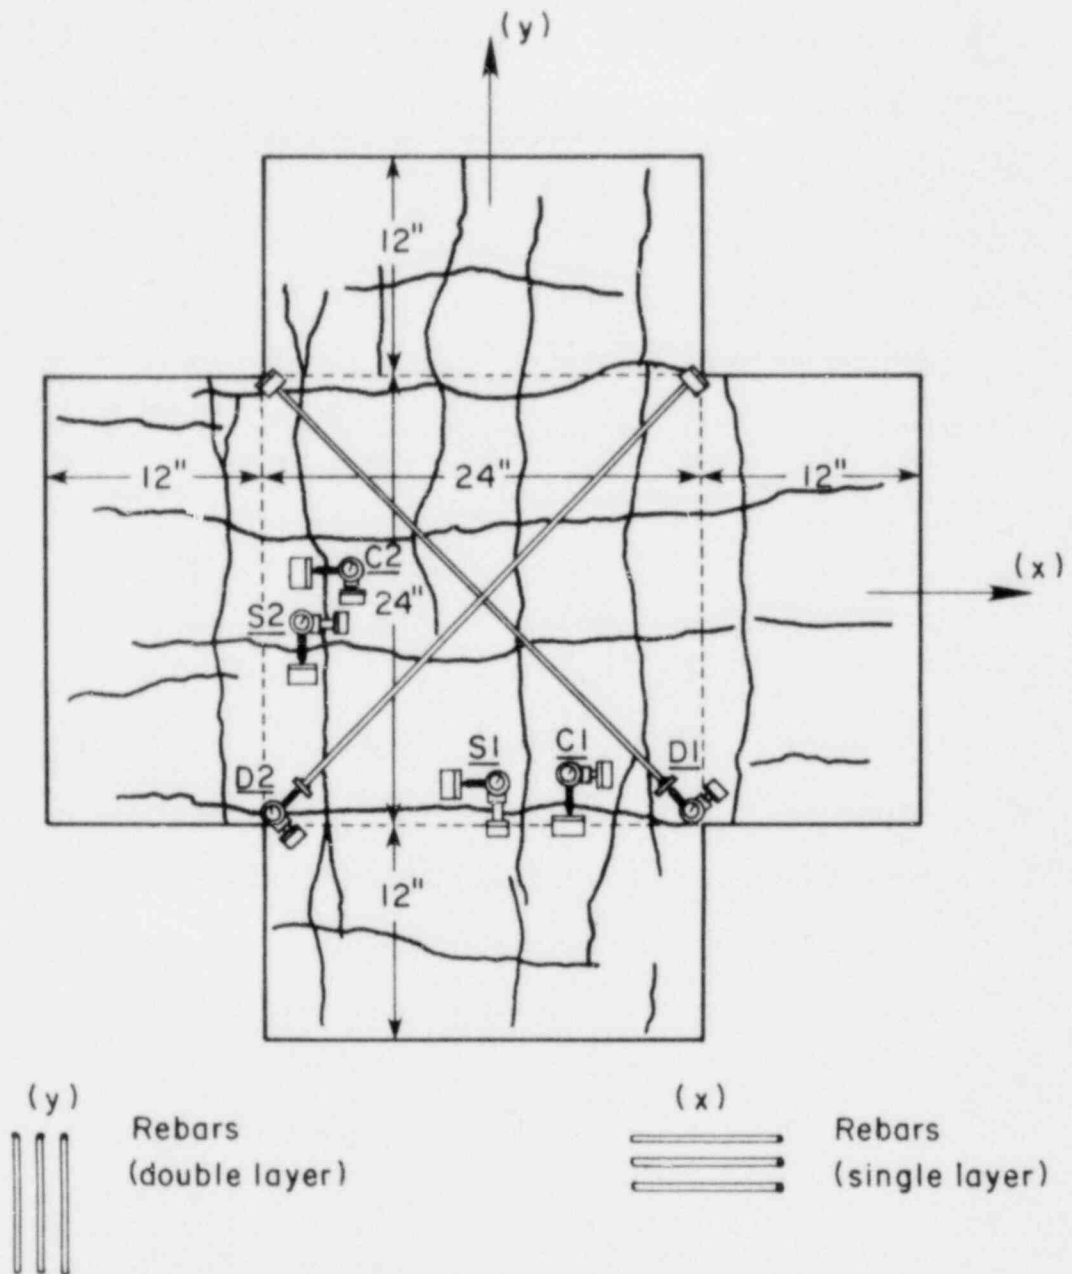 (y)
12"
12"
24"
12"
(x)
C2
24"
S2
S1
C1
D1
D2
12"
(y)
Rebars
(double layer)
(x)
Rebars
(single layer)